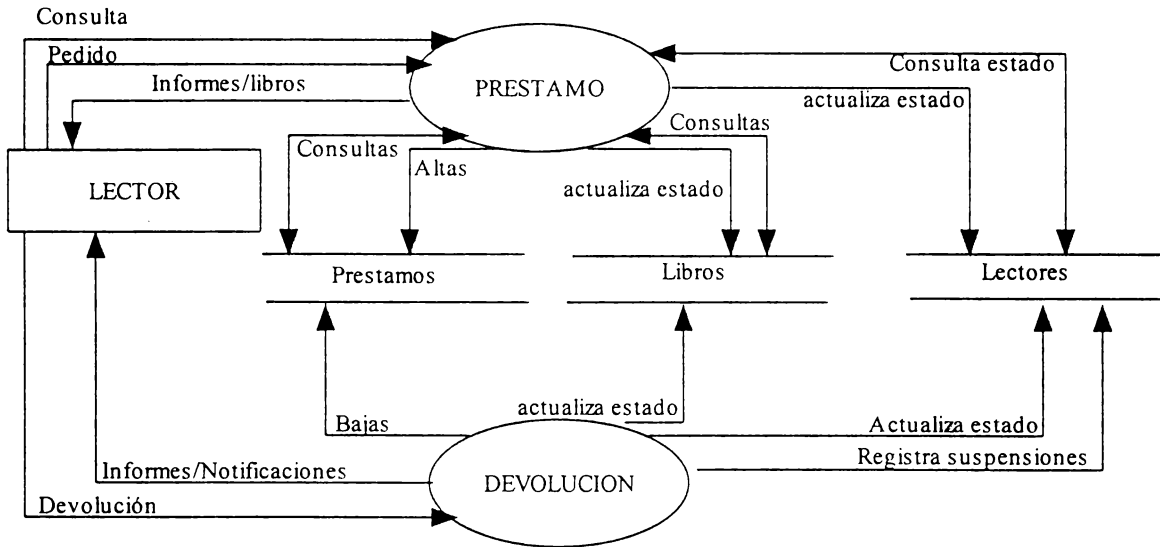 Consulta
Pedido
Informes/libros
PRESTAMO
Consulta estado
actualiza estado
Consultas
Altas
Consultas
actualiza estado
LECTOR
Prestamos
Libros
Lectores
Bajas
actualiza estado
Actualiza estado
Registra suspensiones
Informes/Notificaciones
DEVOLUCION
Devolución